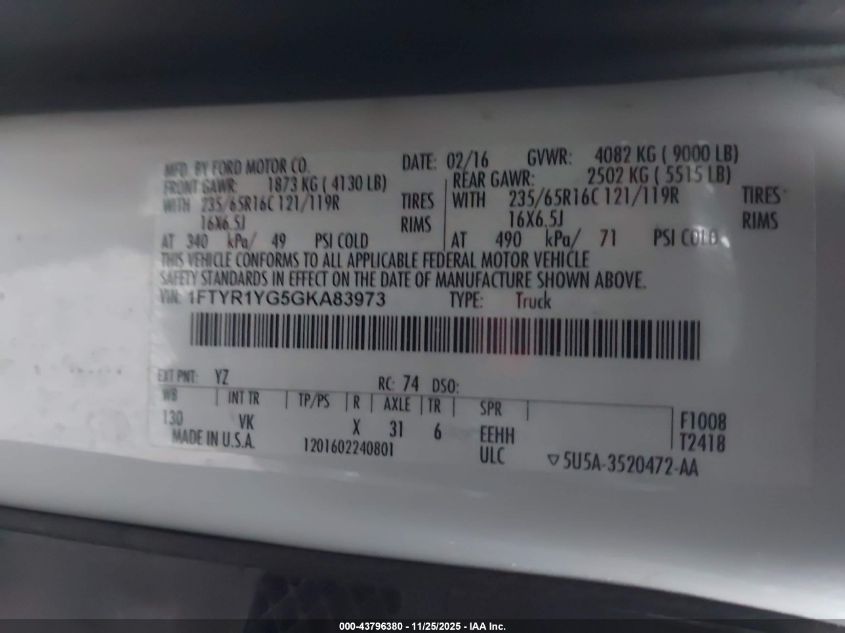 MFD. BY FORD MOTOR CO. DATE: 02/16 GVWR: 4082 KG ( 9000 LB)
FRONT GAWR: 1873 KG ( 4130 LB) REAR GAWR: 2502 KG ( 5515 LB)
WITH 235/65R16C 121/119R TIRES WITH 235/65R16C 121/119R TIRES
16X6.5J RIMS 16X6.5J RIMS
AT 340 kPa/ 49 PSI COLD AT 490 kPa/ 71 PSI COLD
THIS VEHICLE CONFORMS TO ALL APPLICABLE FEDERAL MOTOR VEHICLE
SAFETY STANDARDS IN EFFECT ON THE DATE OF MANUFACTURE SHOWN ABOVE.
VIN: 1FTYR1YG5GKA83973 TYPE: Truck
EXT PNT: YZ RC: 74 DSO:
WB INT TR TP/PS R AXLE TR SPR
130 VK X 31 6 EEHH F1008
MADE IN U.S.A. 1201602240801 ULC T2418
▽5U5A-3520472-AA
000-43796380 - 11/25/2025 - IAA Inc.